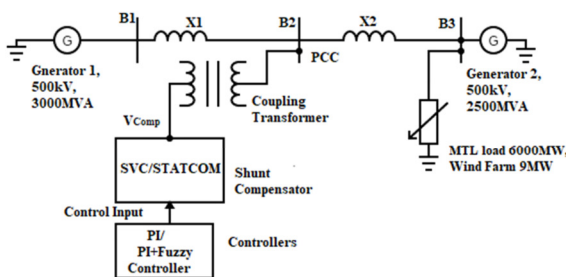 B1
X1
B2
X2
B3
G
G
PCC
Gnerator 1,
500kV,
3000MVA
Generator 2,
500kV,
2500MVA
Coupling
Transformer
VComp
MTL load 6000MW,
Wind Farm 9MW
SVC/STATCOM
Shunt
Compensator
Control Input
PI/
PI+Fuzzy
Controller
Controllers